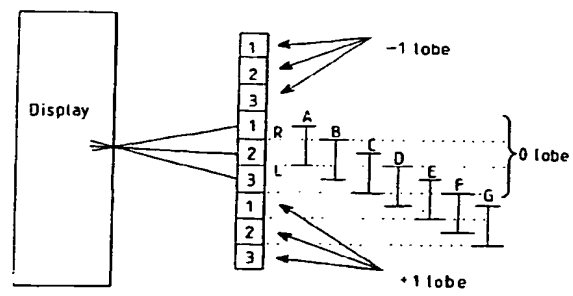 1 −1 lobe
2
3
Display
1 R A
B
2 C D 0 lobe
3 L E F G
1
2
3 +1 lobe